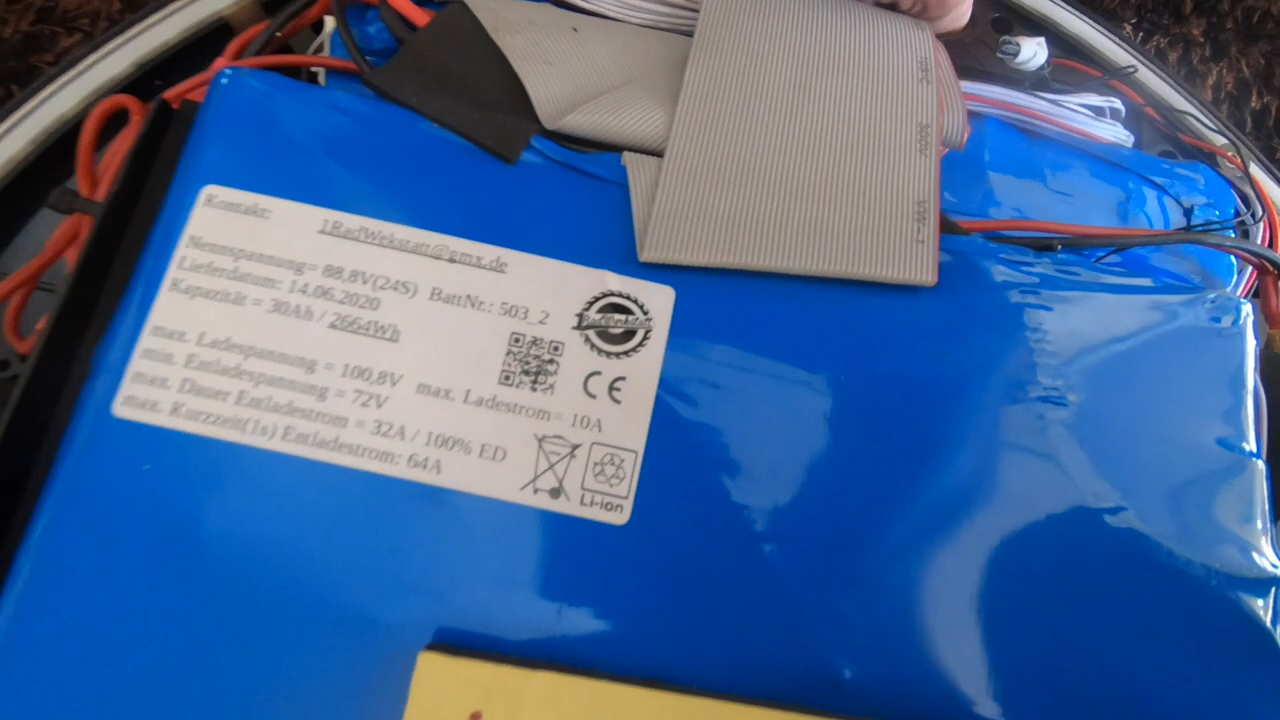 Kontakt:
1RadWekstatt@gmx.de
Nennspannung= 88,8V(24S) BattNr.: 503_2
Lieferdatum: 14.06.2020
Kapazität = 30Ah / 2664Wh
max. Ladespannung = 100,8V max. Ladestrom= 10A
min. Entladespannung = 72V
max. Dauer Entladestrom = 32A / 100% ED
max. Kurzzeit(1s) Entladestrom: 64A
1RadWerkstatt
CE
Li-ion